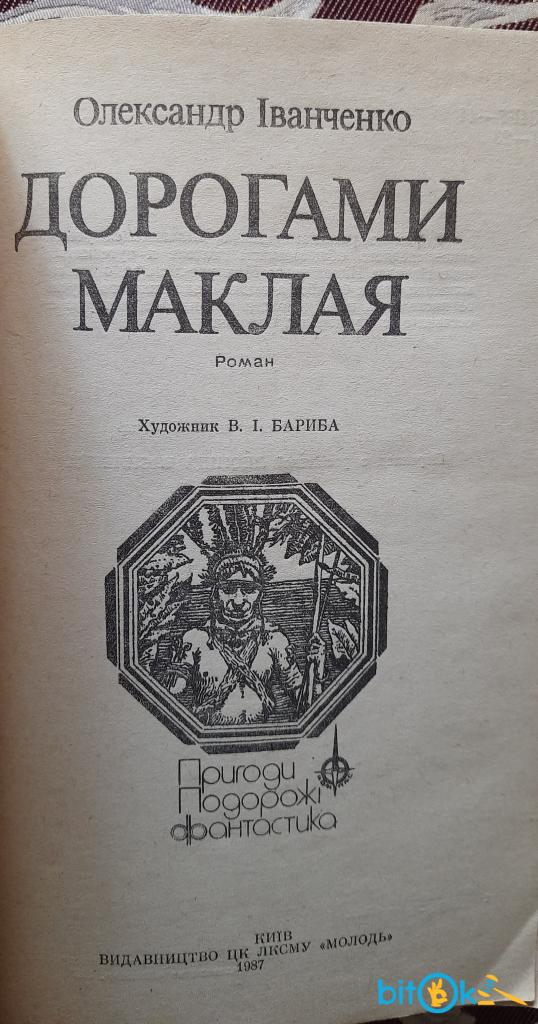 Олександр Іванченко
ДОРОГАМИ
МАКЛАЯ
Роман
Художник В. І. БАРИБА
Пригоди
Подорожі
Фантастика
КИЇВ
ВИДАВНИЦТВО ЦК ЛКСМУ «МОЛОДЬ»
1987
bitOk